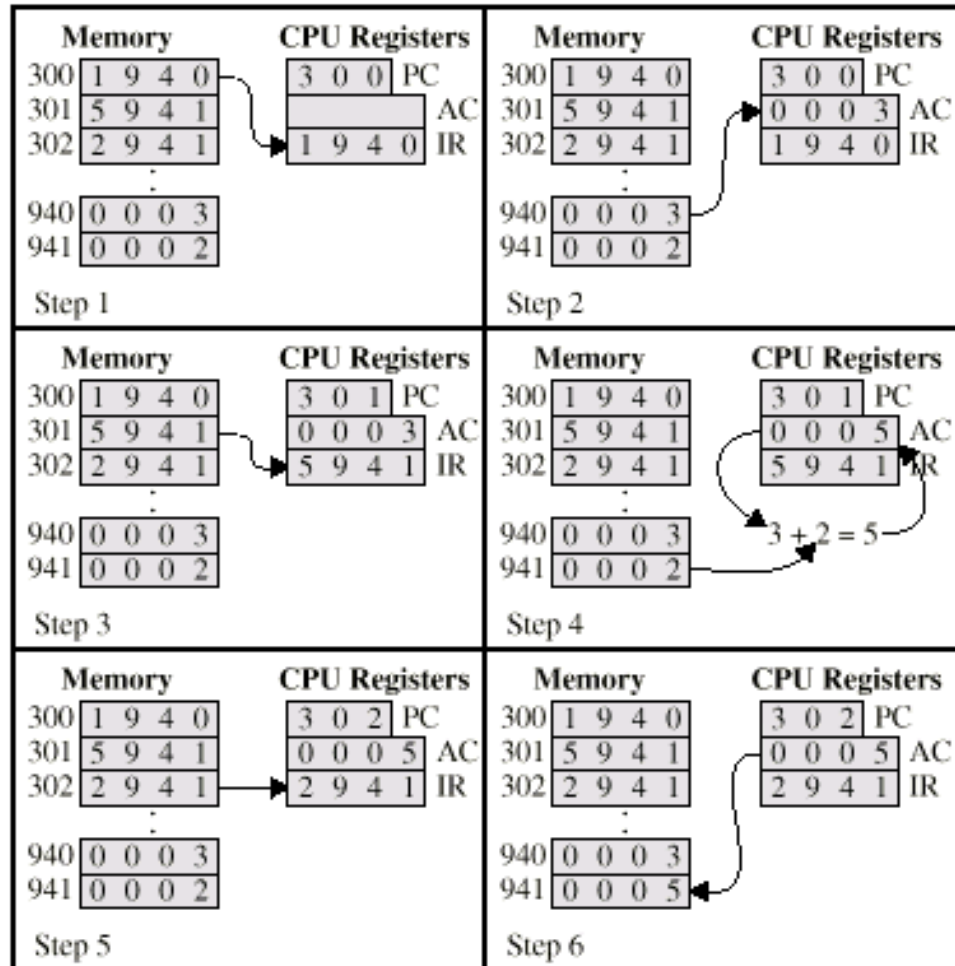 Memory CPU Registers
300 1 9 4 0 3 0 0 PC
301 5 9 4 1 AC
302 2 9 4 1 1 9 4 0 IR
:
940 0 0 0 3
941 0 0 0 2
Step 1
Memory CPU Registers
300 1 9 4 0 3 0 0 PC
301 5 9 4 1 0 0 0 3 AC
302 2 9 4 1 1 9 4 0 IR
:
940 0 0 0 3
941 0 0 0 2
Step 2
Memory CPU Registers
300 1 9 4 0 3 0 1 PC
301 5 9 4 1 0 0 0 3 AC
302 2 9 4 1 5 9 4 1 IR
:
940 0 0 0 3
941 0 0 0 2
Step 3
Memory CPU Registers
300 1 9 4 0 3 0 1 PC
301 5 9 4 1 0 0 0 5 AC
302 2 9 4 1 5 9 4 1 IR
:
940 0 0 0 3 3 + 2 = 5
941 0 0 0 2
Step 4
Memory CPU Registers
300 1 9 4 0 3 0 2 PC
301 5 9 4 1 0 0 0 5 AC
302 2 9 4 1 2 9 4 1 IR
:
940 0 0 0 3
941 0 0 0 2
Step 5
Memory CPU Registers
300 1 9 4 0 3 0 2 PC
301 5 9 4 1 0 0 0 5 AC
302 2 9 4 1 2 9 4 1 IR
:
940 0 0 0 3
941 0 0 0 5
Step 6